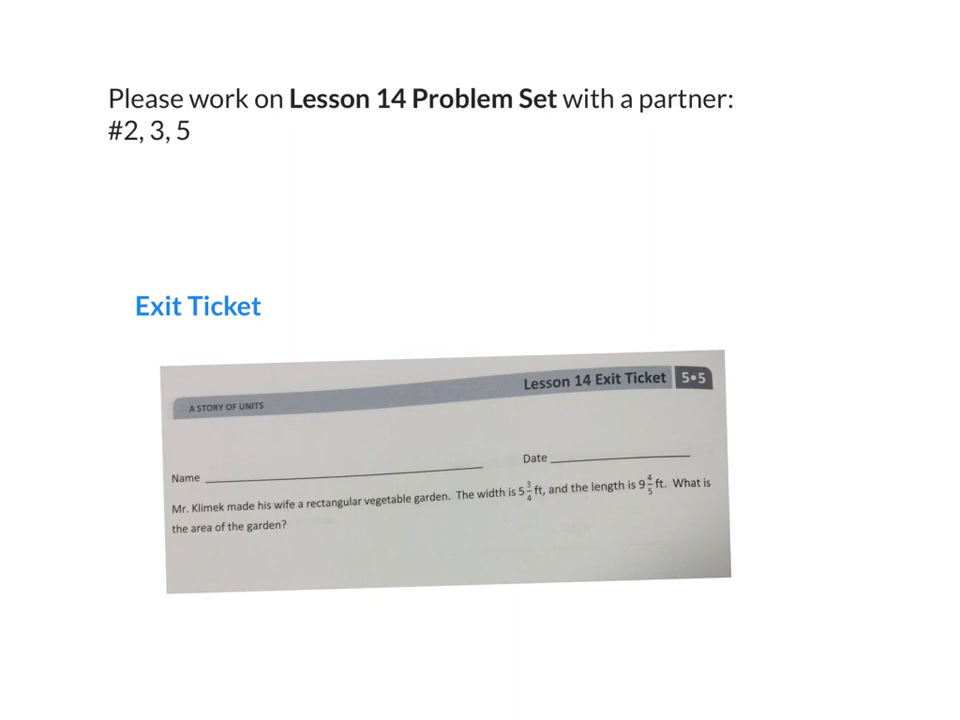 Please work on Lesson 14 Problem Set with a partner:
#2, 3, 5
Exit Ticket
A STORY OF UNITS
Lesson 14 Exit Ticket 5•5
Name
Date
Mr. Klimek made his wife a rectangular vegetable garden. The width is 5 3/4 ft, and the length is 9 4/5 ft. What is
the area of the garden?